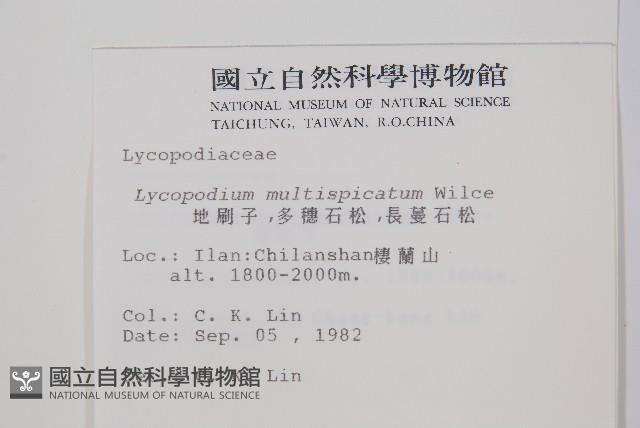 國立自然科學博物館
NATIONAL MUSEUM OF NATURAL SCIENCE
TAICHUNG, TAIWAN, R.O.CHINA
Lycopodiaceae
Lycopodium multispicatum Wilce
地刷子,多穗石松,長蔓石松
Loc.: Ilan:Chilanshan棲蘭山
alt. 1800-2000m.
Col.: C. K. Lin
Date: Sep. 05 , 1982
Lin
國立自然科學博物館
NATIONAL MUSEUM OF NATURAL SCIENCE